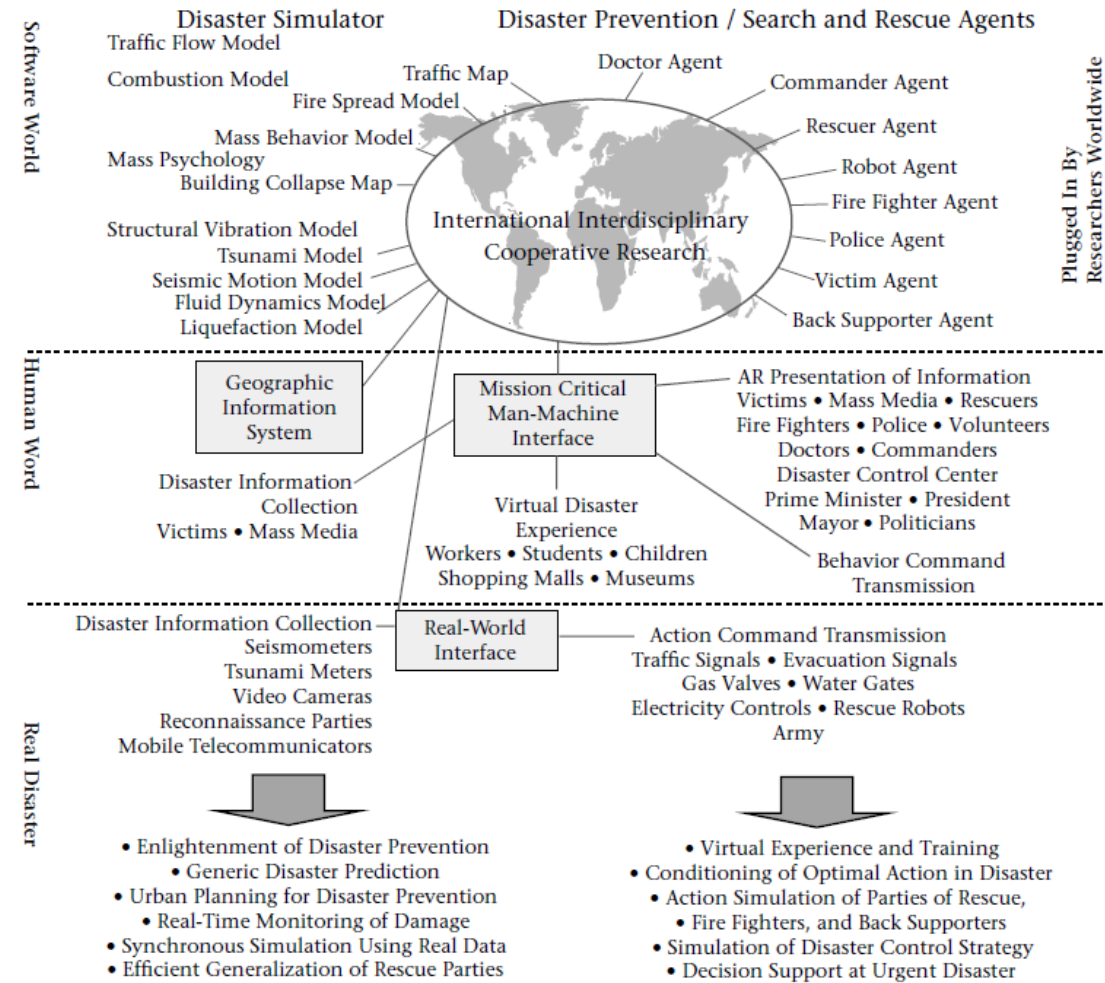 Disaster Simulator
Disaster Prevention / Search and Rescue Agents
Software World
Traffic Flow Model
Combustion Model
Traffic Map
Fire Spread Model
Mass Behavior Model
Mass Psychology
Building Collapse Map
Structural Vibration Model
Tsunami Model
Seismic Motion Model
Fluid Dynamics Model
Liquefaction Model
International Interdisciplinary
Cooperative Research
Doctor Agent
Commander Agent
Rescuer Agent
Robot Agent
Fire Fighter Agent
Police Agent
Victim Agent
Back Supporter Agent
Plugged In By
Researchers Worldwide
Human Word
Geographic
Information
System
Mission Critical
Man-Machine
Interface
AR Presentation of Information
Victims • Mass Media • Rescuers
Fire Fighters • Police • Volunteers
Doctors • Commanders
Disaster Control Center
Prime Minister • President
Mayor • Politicians
Disaster Information
Collection
Victims • Mass Media
Virtual Disaster
Experience
Workers • Students • Children
Shopping Malls • Museums
Behavior Command
Transmission
Real Disaster
Disaster Information Collection
Seismometers
Tsunami Meters
Video Cameras
Reconnaissance Parties
Mobile Telecommunicators
Real-World
Interface
Action Command Transmission
Traffic Signals • Evacuation Signals
Gas Valves • Water Gates
Electricity Controls • Rescue Robots
Army
• Enlightenment of Disaster Prevention
• Generic Disaster Prediction
• Urban Planning for Disaster Prevention
• Real-Time Monitoring of Damage
• Synchronous Simulation Using Real Data
• Efficient Generalization of Rescue Parties
• Virtual Experience and Training
• Conditioning of Optimal Action in Disaster
• Action Simulation of Parties of Rescue,
• Fire Fighters, and Back Supporters
• Simulation of Disaster Control Strategy
• Decision Support at Urgent Disaster